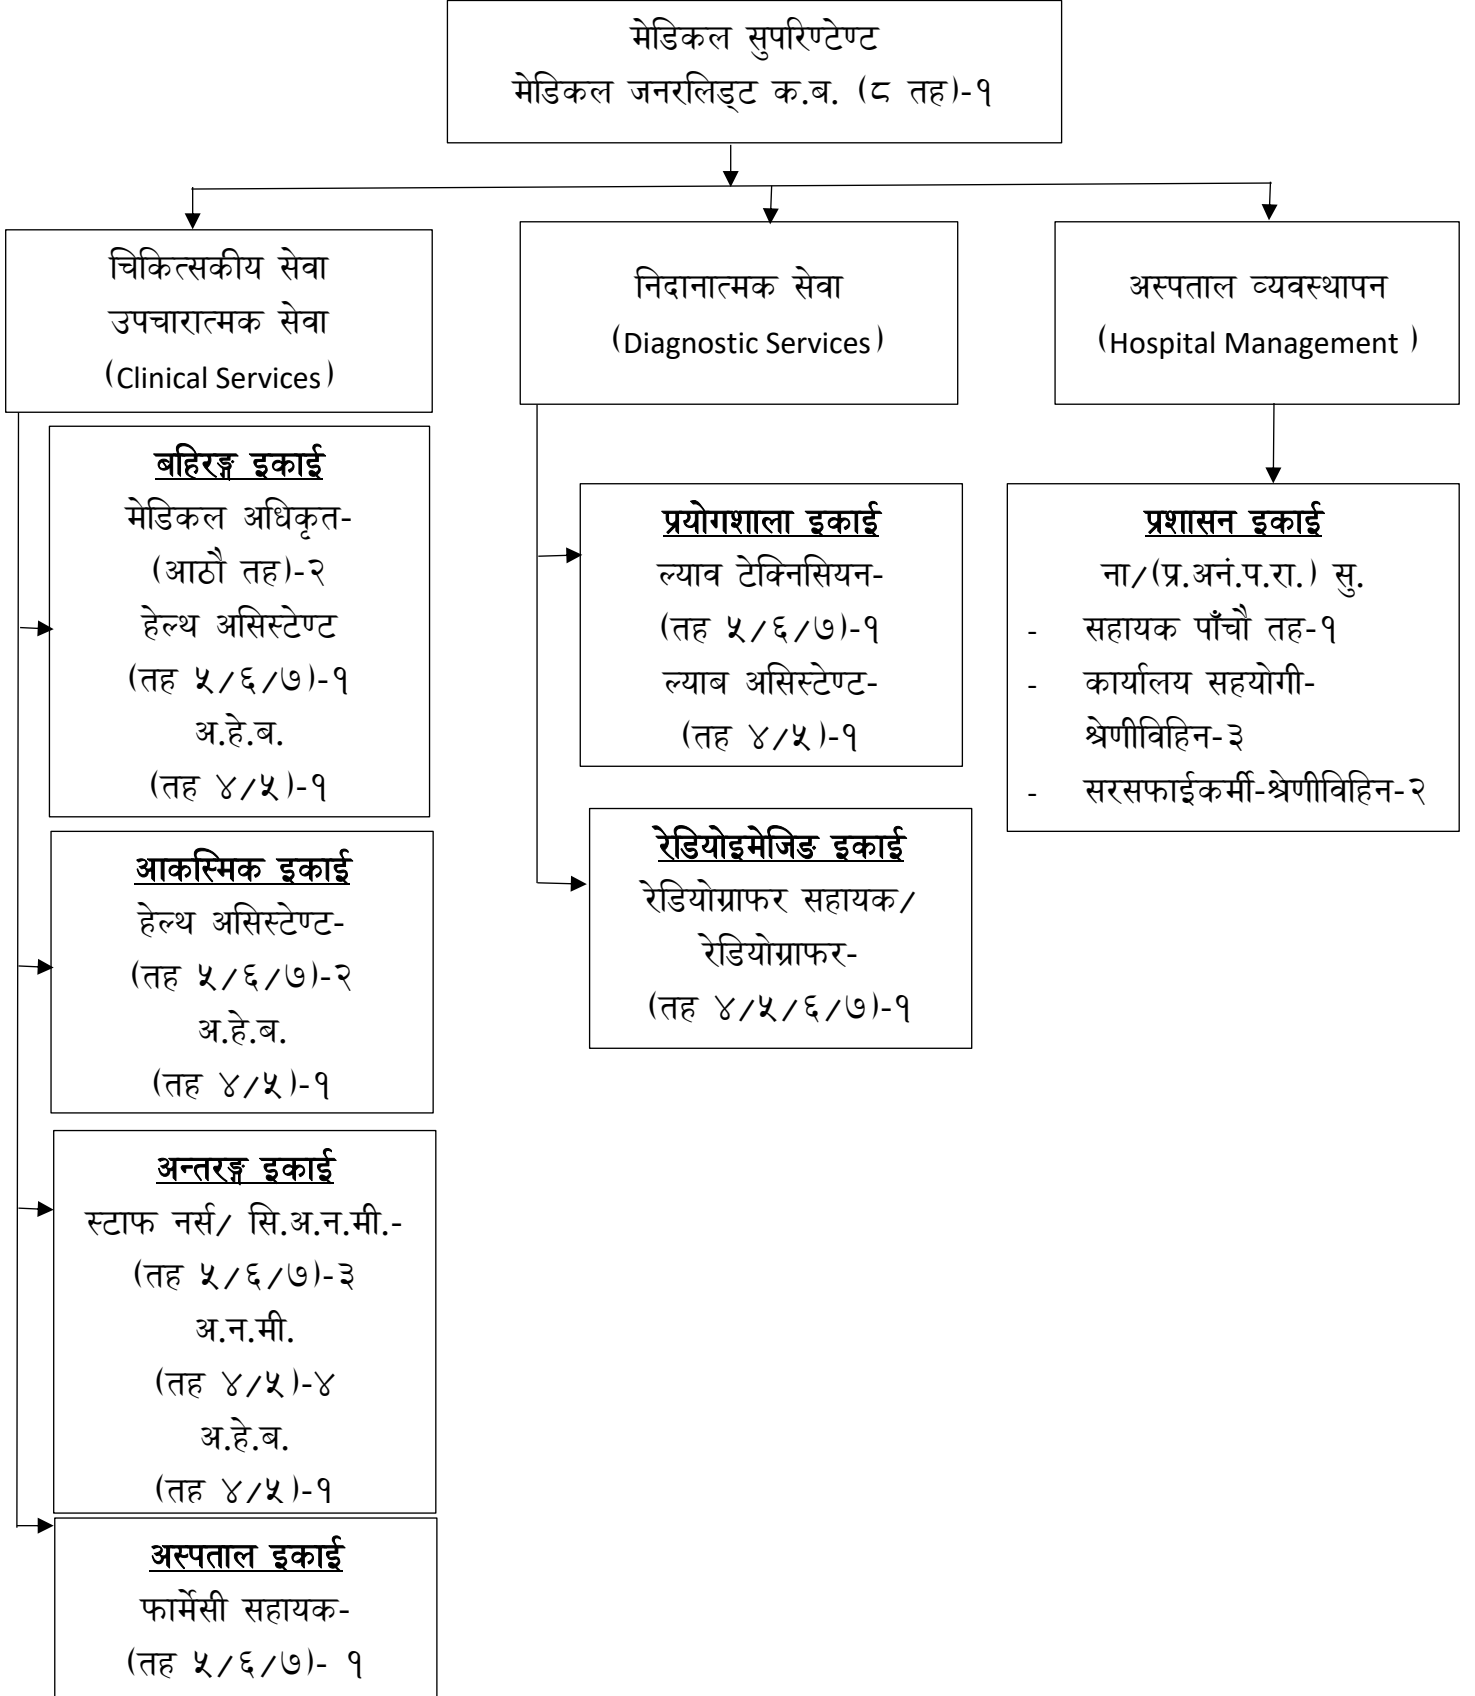 मेडिकल सुपरिण्टेण्ट
मेडिकल जनरलिड्ट क.ब. (८ तह)-१
चिकित्सकीय सेवा
उपचारात्मक सेवा
(Clinical Services)
निदानात्मक सेवा
(Diagnostic Services)
अस्पताल व्यवस्थापन
(Hospital Management )
बहिरङ्ग इकाई
मेडिकल अधिकृत-
(आठौ तह)-२
हेल्थ असिस्टेण्ट
(तह ५/६/७)-१
अ.हे.ब.
(तह ४/५)-१
आकस्मिक इकाई
हेल्थ असिस्टेण्ट-
(तह ५/६/७)-२
अ.हे.ब.
(तह ४/५)-१
अन्तरङ्ग इकाई
स्टाफ नर्स/ सि.अ.न.मी.-
(तह ५/६/७)-३
अ.न.मी.
(तह ४/५)-४
अ.हे.ब.
(तह ४/५)-१
अस्पताल इकाई
फार्मेसी सहायक-
(तह ५/६/७)- १
प्रयोगशाला इकाई
ल्याव टेक्निसियन-
(तह ५/६/७)-१
ल्याब असिस्टेण्ट-
(तह ४/५)-१
रेडियोइमेजिङ इकाई
रेडियोग्राफर सहायक/
रेडियोग्राफर-
(तह ४/५/६/७)-१
प्रशासन इकाई
ना/(प्र.अनं.प.रा.) सु.
- सहायक पाँचौ तह-१
- कार्यालय सहयोगी-
श्रेणीविहिन-३
- सरसफाईकर्मी-श्रेणीविहिन-२